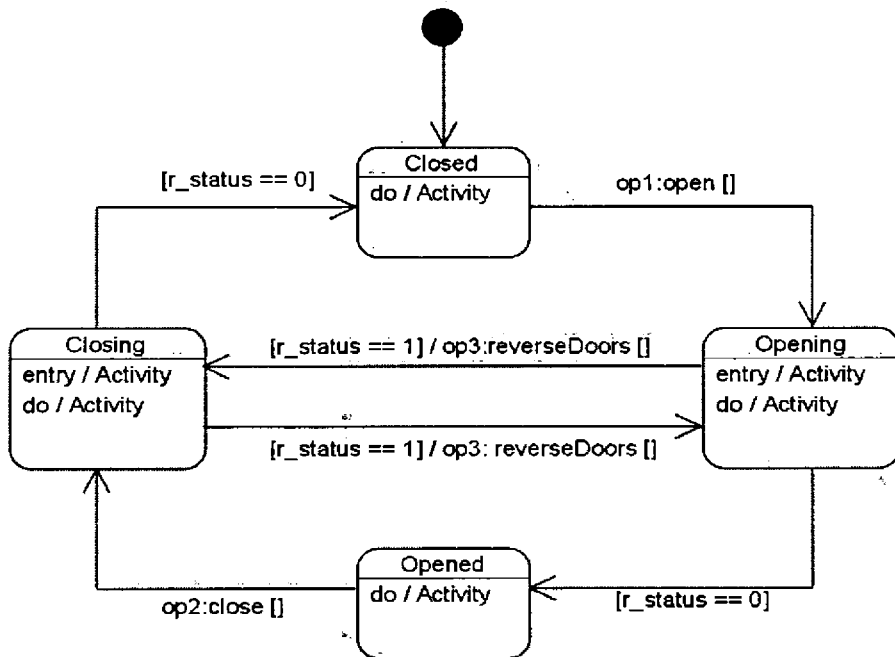 Closed
do / Activity
[r_status == 0]
op1:open []
Closing
entry / Activity
do / Activity
[r_status == 1] / op3:reverseDoors []
Opening
entry / Activity
do / Activity
[r_status == 1] / op3: reverseDoors []
Opened
do / Activity
op2:close []
[r_status == 0]